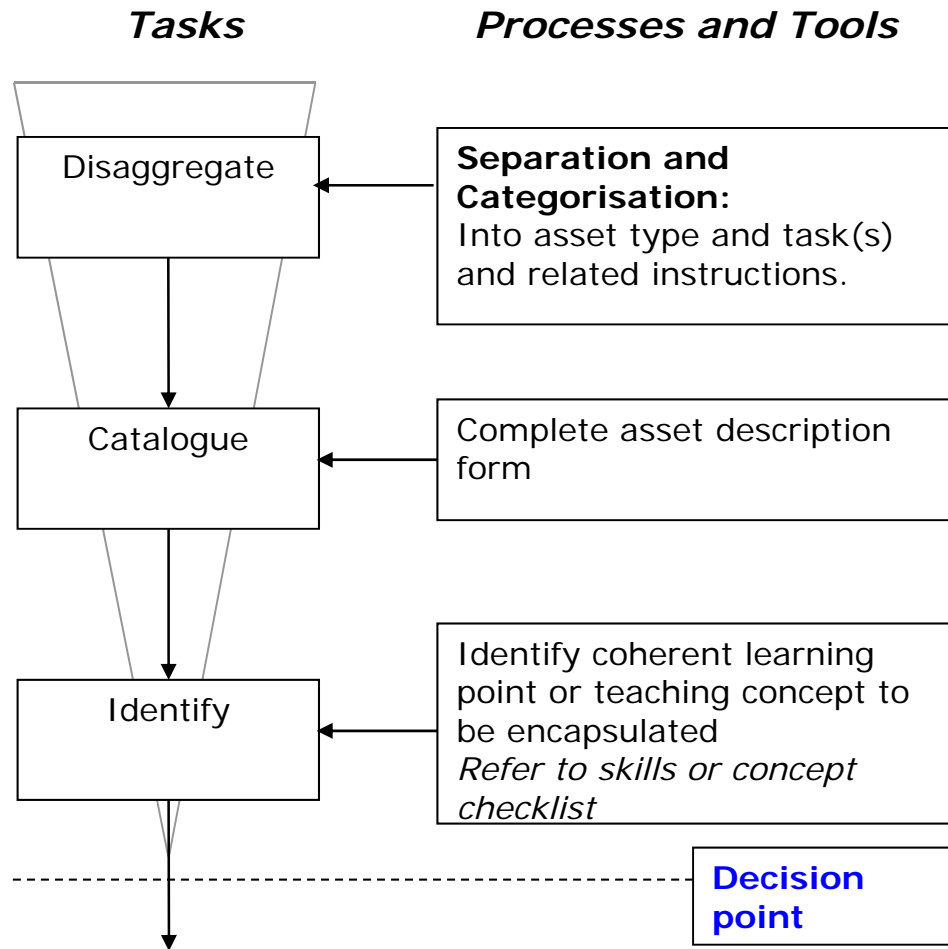 Tasks
Processes and Tools
Disaggregate
Separation and
Categorisation:
Into asset type and task(s)
and related instructions.
Catalogue
Complete asset description
form
Identify
Identify coherent learning
point or teaching concept to
be encapsulated
Refer to skills or concept
checklist
Decision
point